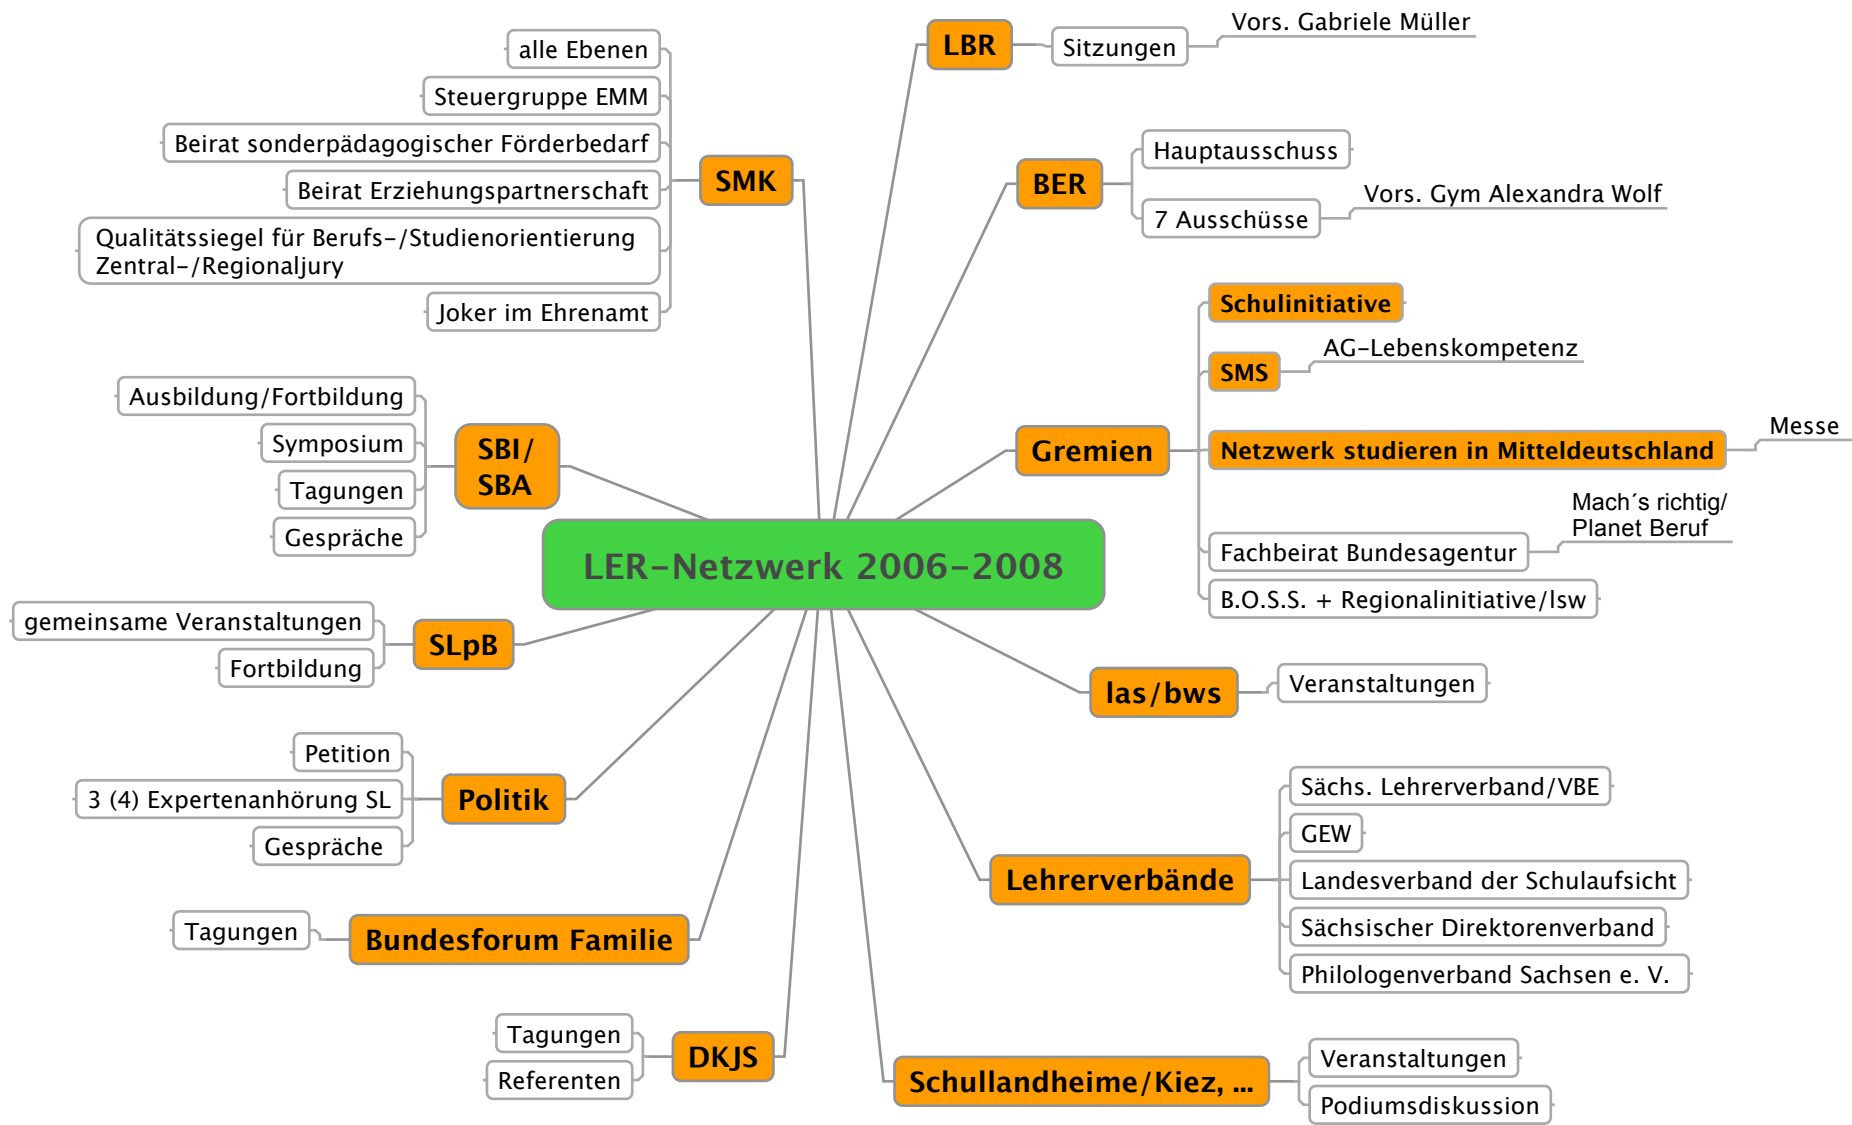 LER-Netzwerk 2006-2008
LBR
Sitzungen
Vors. Gabriele Müller
BER
Hauptausschuss
7 Ausschüsse
Vors. Gym Alexandra Wolf
Gremien
Schulinitiative
SMS
AG-Lebenskompetenz
Netzwerk studieren in Mitteldeutschland
Messe
Fachbeirat Bundesagentur
Mach´s richtig/
Planet Beruf
B.O.S.S. + Regionalinitiative/lsw
las/bws
Veranstaltungen
Lehrerverbände
Sächs. Lehrerverband/VBE
GEW
Landesverband der Schulaufsicht
Sächsischer Direktorenverband
Philologenverband Sachsen e. V.
Schullandheime/Kiez, ...
Veranstaltungen
Podiumsdiskussion
SMK
alle Ebenen
Steuergruppe EMM
Beirat sonderpädagogischer Förderbedarf
Beirat Erziehungspartnerschaft
Qualitätssiegel für Berufs-/Studienorientierung
Zentral-/Regionaljury
Joker im Ehrenamt
SBI/
SBA
Ausbildung/Fortbildung
Symposium
Tagungen
Gespräche
SLpB
gemeinsame Veranstaltungen
Fortbildung
Politik
Petition
3 (4) Expertenanhörung SL
Gespräche
Bundesforum Familie
Tagungen
DKJS
Tagungen
Referenten